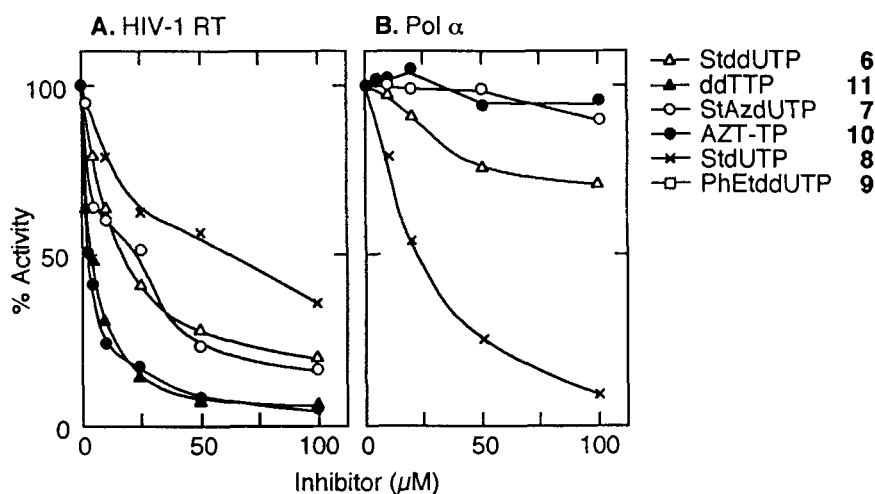 A. HIV-1 RT
B. Pol α
100
50
0
% Activity
0 50 100
0 50 100
Inhibitor (μM)
StddUTP 6
ddTTP 11
StAzdUTP 7
AZT-TP 10
StdUTP 8
PhEtddUTP 9